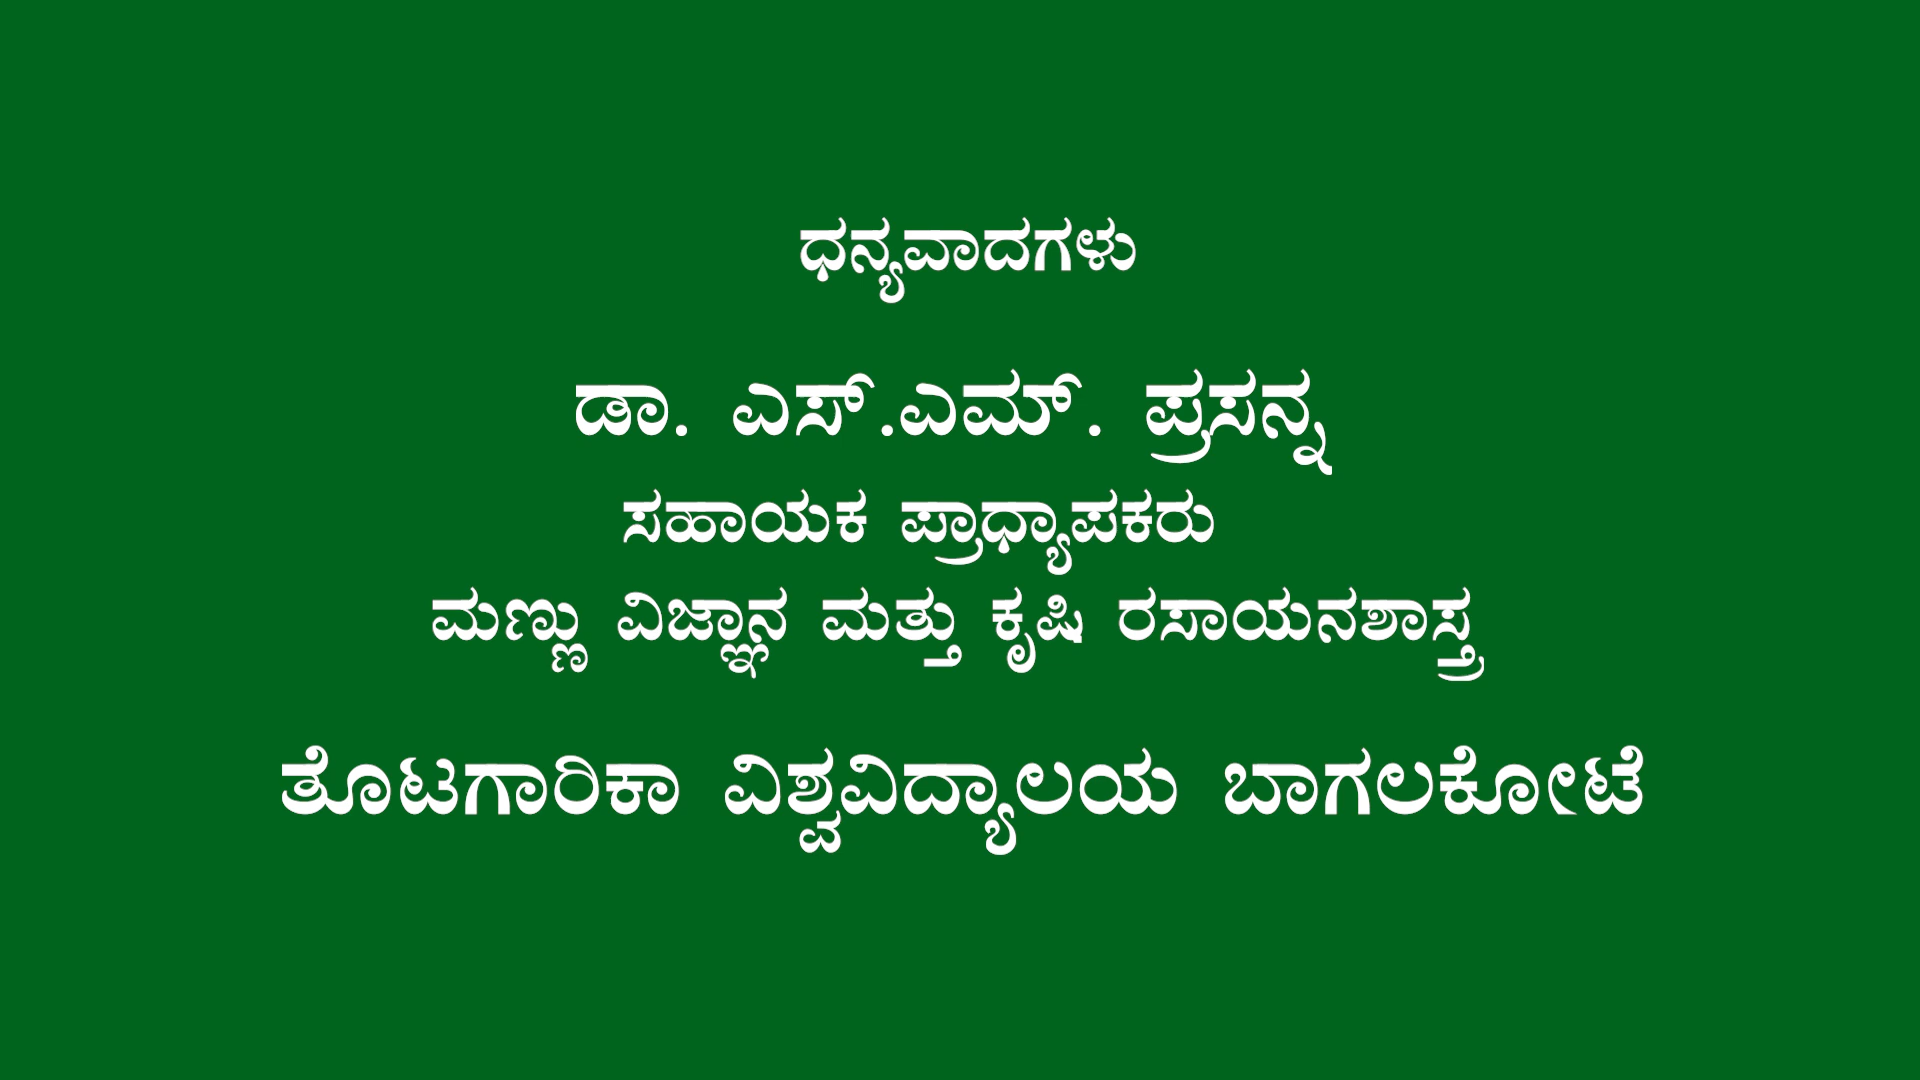 ಧನ್ಯವಾದಗಳು
ಡಾ. ಎಸ್.ಎಮ್. ಪ್ರಸನ್ನ
ಸಹಾಯಕ ಪ್ರಾಧ್ಯಾಪಕರು
ಮಣ್ಣು ವಿಜ್ಞಾನ ಮತ್ತು ಕೃಷಿ ರಸಾಯನಶಾಸ್ತ್ರ
ತೊಟಗಾರಿಕಾ ವಿಶ್ವವಿದ್ಯಾಲಯ ಬಾಗಲಕೋಟೆ